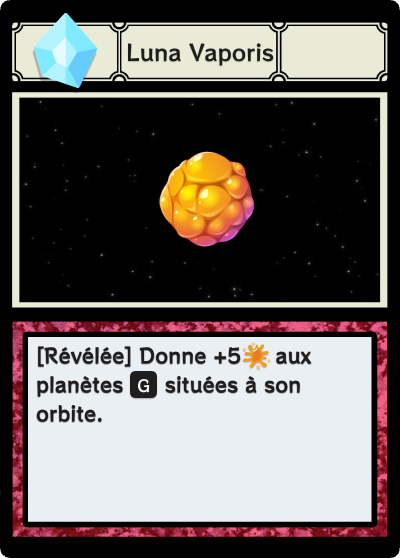 Luna Vaporis
[Révélée] Donne +5 aux
planètes G situées à son
orbite.